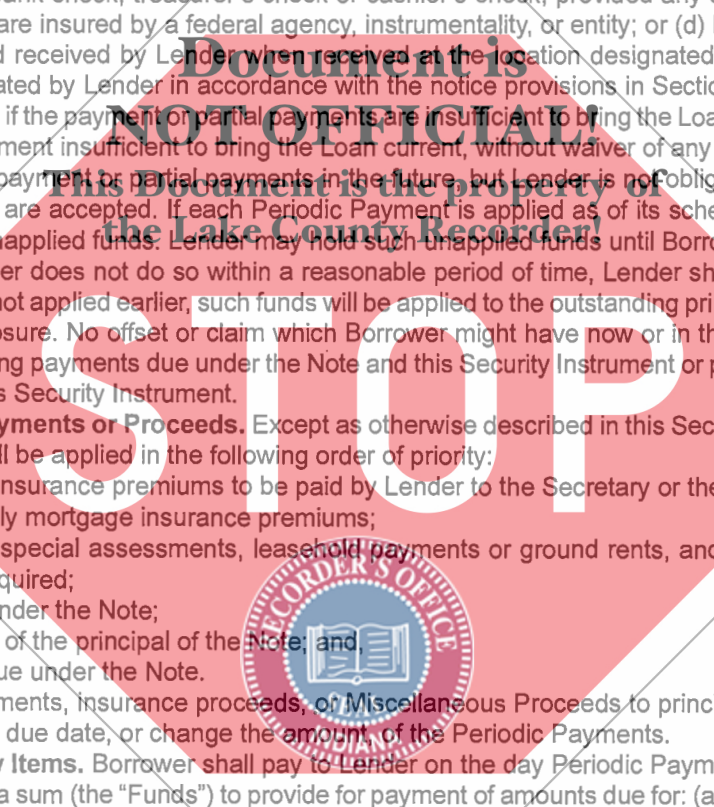 check, treasurer's check or cashier's check, provided any
are insured by a federal agency, instrumentality, or entity; or (d)
Document is
d received by Lender when received at the location designated
ated by Lender in accordance with the notice provisions in Sectio
NOT OFFICIAL!
if the payment or partial payments are insufficient to bring the Loa
ment insufficient to bring the Loan current, without waiver of any
This Document is the property of
payment or partial payments in the future, but Lender is not oblig
are accepted. If each Periodic Payment is applied as of its sche
the Lake County Recorder!
napplied funds. Lender may hold such unapplied funds until Borro
er does not do so within a reasonable period of time, Lender sh
not applied earlier, such funds will be applied to the outstanding pri
osure. No offset or claim which Borrower might have now or in th
ng payments due under the Note and this Security Instrument or p
s Security Instrument.
STOP
yments or Proceeds. Except as otherwise described in this Sec
ll be applied in the following order of priority:
insurance premiums to be paid by Lender to the Secretary or the
ly mortgage insurance premiums;
special assessments, leasehold payments or ground rents, and
quired;
nder the Note;
RECORDER'S OFFICE
of the principal of the Note; and,
ue under the Note.
SEAL
ments, insurance proceeds, or Miscellaneous Proceeds to princ
INDIANA
due date, or change the amount, of the Periodic Payments.
y Items. Borrower shall pay to Lender on the day Periodic Paym
a sum (the “Funds”) to provide for payment of amounts due for: (a